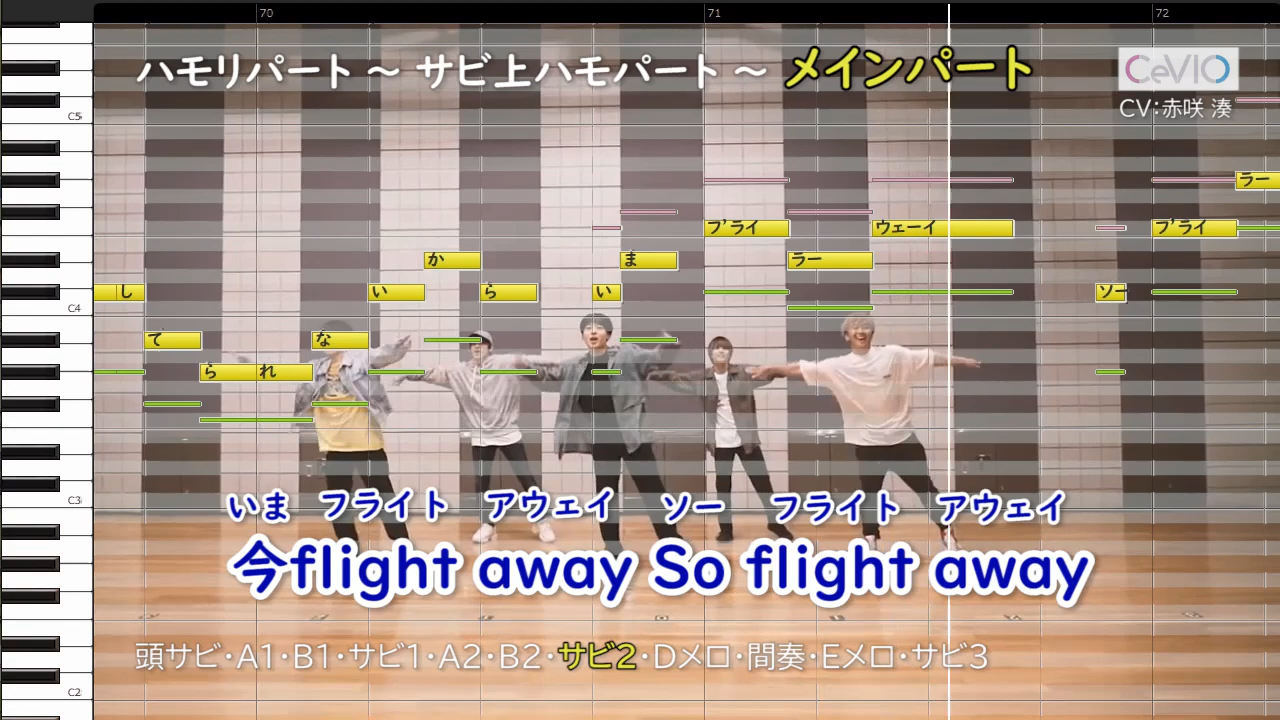 70 71 72
ハモリパート ～ サビ上ハモパート ～ メインパート
CeVIO
CV：赤咲 湊
C5
ラー
フ’ライ ウェーイ フ’ライ
か ま ラー
し い ら い ソー
C4
て な
ら れ
C3
いま フライト アウェイ ソー フライト アウェイ
今flight away So flight away
頭サビ・A1・B1・サビ1・A2・B2・サビ2・Dメロ・間奏・Eメロ・サビ3
C2